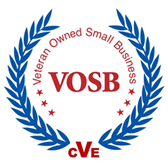 Veteran Owned Small Business
VOSB
CVE